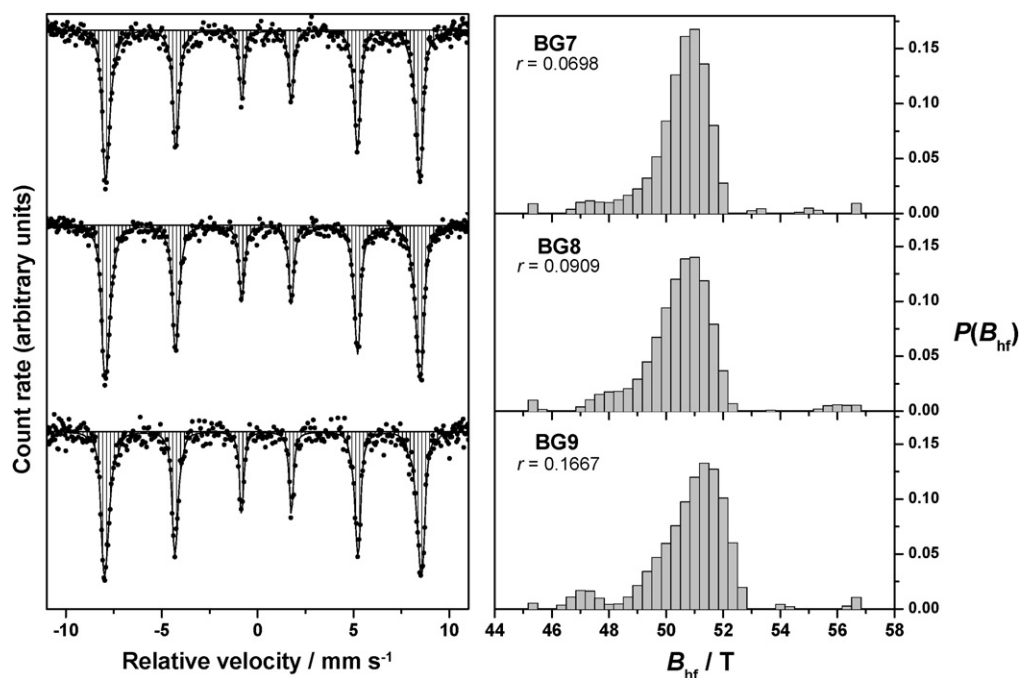 Count rate (arbitrary units)
-10 -5 0 5 10
Relative velocity / mm s⁻¹
BG7
r = 0.0698
0.15
0.10
0.05
0.00
BG8
r = 0.0909
0.15
0.10
0.05
0.00
P(Bhf)
BG9
r = 0.1667
0.15
0.10
0.05
0.00
44 46 48 50 52 54 56 58
Bhf / T